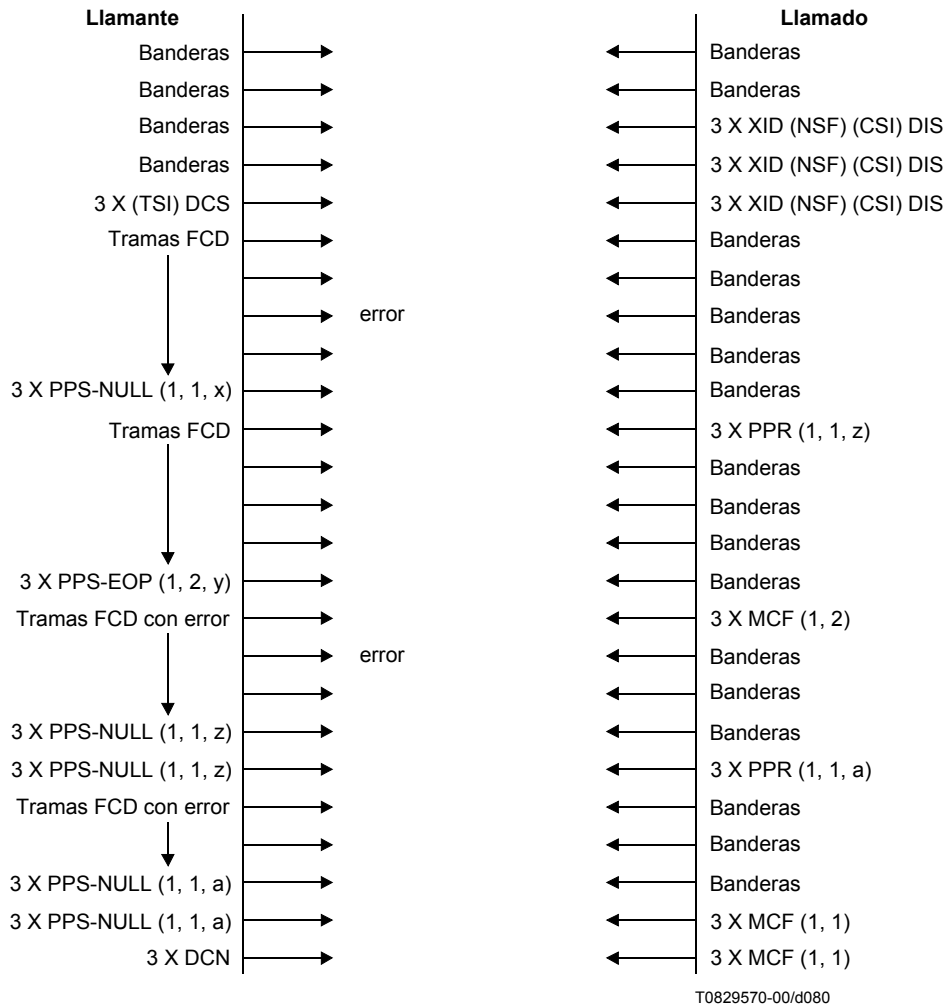 Llamante Llamado
Banderas Banderas
Banderas Banderas
Banderas 3 X XID (NSF) (CSI) DIS
Banderas 3 X XID (NSF) (CSI) DIS
3 X (TSI) DCS 3 X XID (NSF) (CSI) DIS
Tramas FCD Banderas
Banderas
error Banderas
Banderas
3 X PPS-NULL (1, 1, x) Banderas
Tramas FCD 3 X PPR (1, 1, z)
Banderas
Banderas
Banderas
3 X PPS-EOP (1, 2, y) Banderas
Tramas FCD con error 3 X MCF (1, 2)
error Banderas
Banderas
3 X PPS-NULL (1, 1, z) Banderas
3 X PPS-NULL (1, 1, z) 3 X PPR (1, 1, a)
Tramas FCD con error Banderas
Banderas
3 X PPS-NULL (1, 1, a) Banderas
3 X PPS-NULL (1, 1, a) 3 X MCF (1, 1)
3 X DCN 3 X MCF (1, 1)
T0829570-00/d080